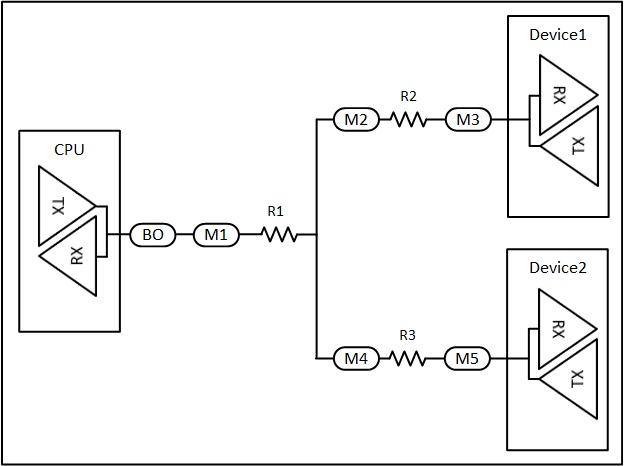 Device1
RX
TX
R2
M2
M3
CPU
TX
RX
BO
M1
R1
Device2
RX
TX
R3
M4
M5